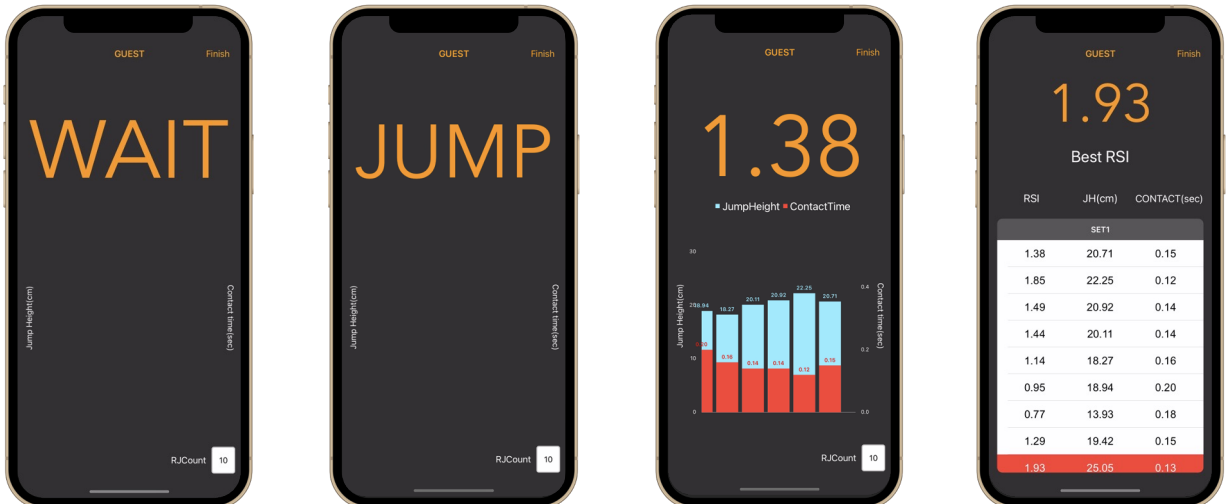 GUEST Finish
WAIT
Jump Height(cm)
Contact time(sec)
RJCount 10
GUEST Finish
JUMP
Jump Height(cm)
Contact time(sec)
RJCount 10
GUEST Finish
1.38
JumpHeight ContactTime
30
20
10
0
Jump Height(cm)
18.94 18.27 20.11 20.92 22.25 20.71
0.20 0.16 0.14 0.14 0.12 0.15
0.4
0.2
0.0
Contact time(sec)
RJCount 10
GUEST Finish
1.93
Best RSI
RSI JH(cm) CONTACT(sec)
SET1
1.38 20.71 0.15
1.85 22.25 0.12
1.49 20.92 0.14
1.44 20.11 0.14
1.14 18.27 0.16
0.95 18.94 0.20
0.77 13.93 0.18
1.29 19.42 0.15
1.93 25.05 0.13